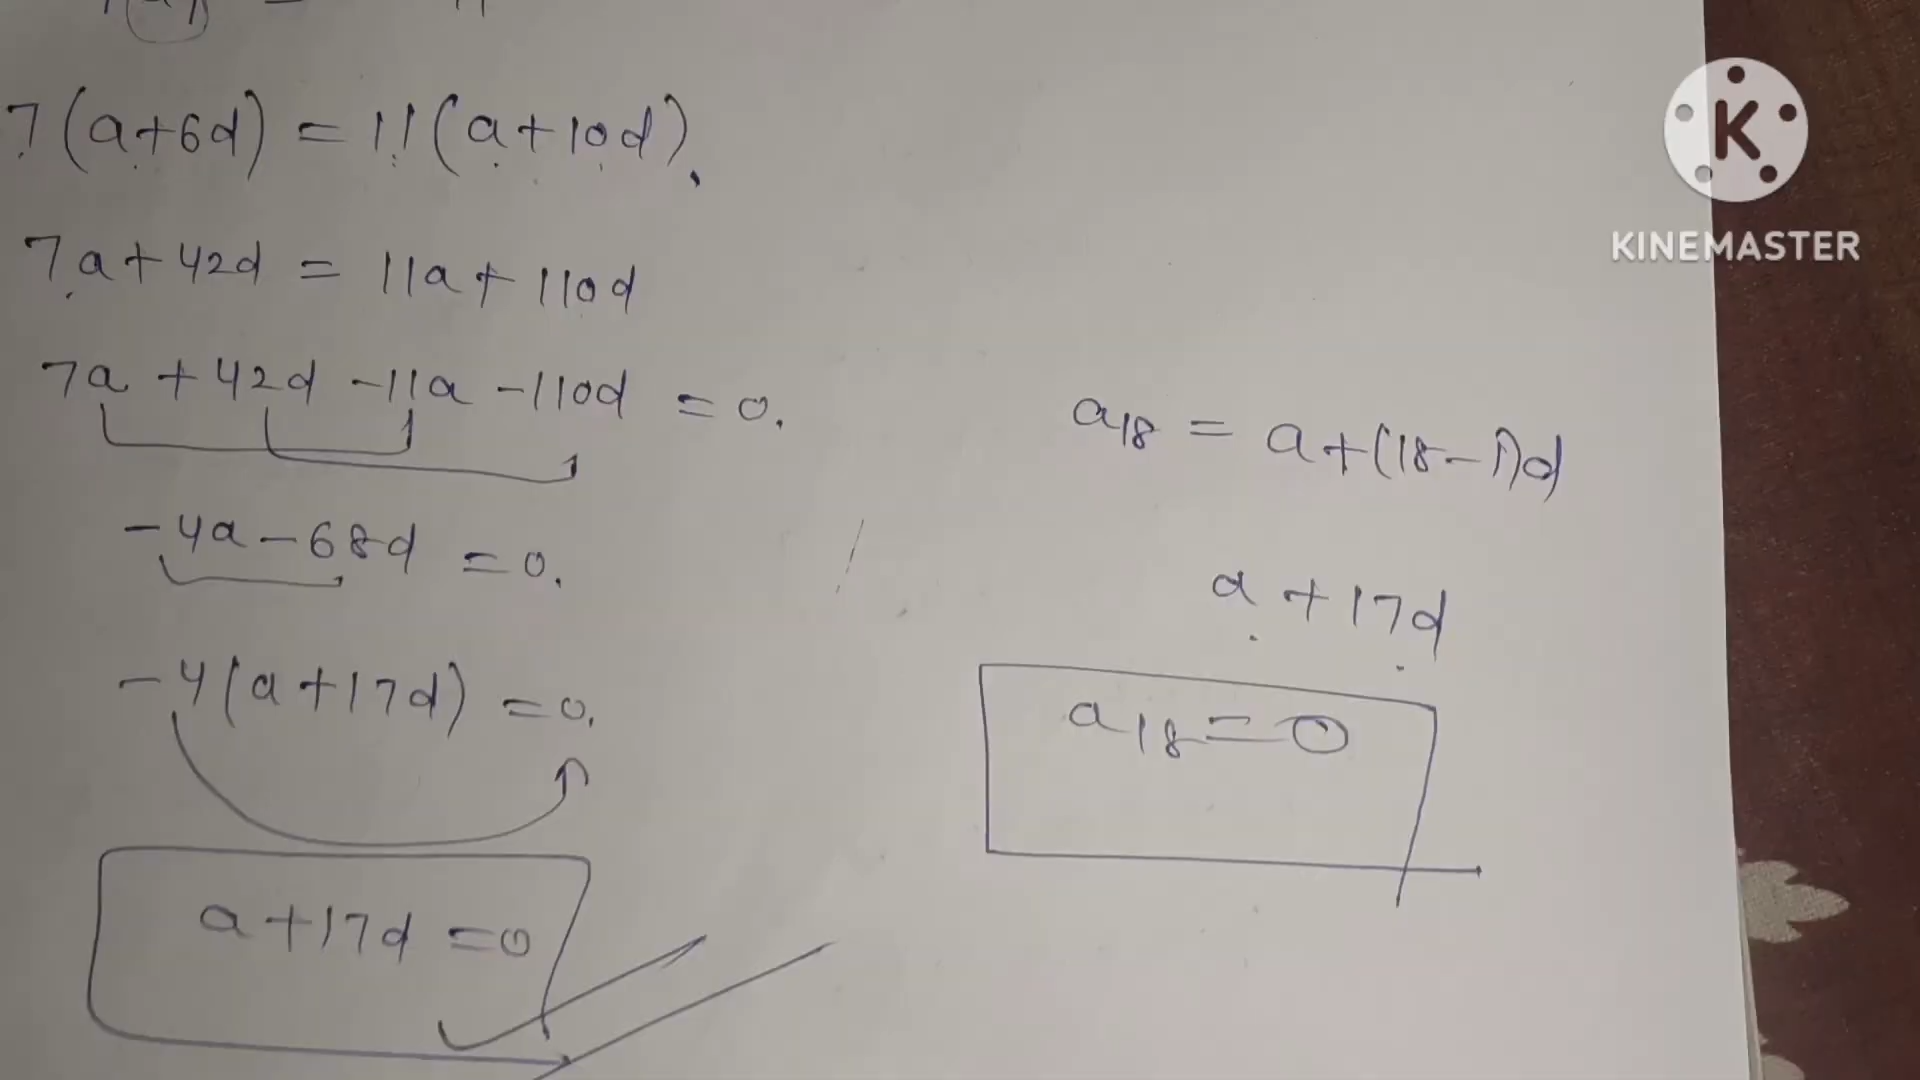 7(a+6d) = 11(a+10d).
7a+42d = 11a+110d
7a +42d -11a -110d = 0.
-4a-68d = 0.
-4(a+17d) =0.
a+17d =0
a18 = a+(18-1)d
a +17d
a18=0
K
KINEMASTER